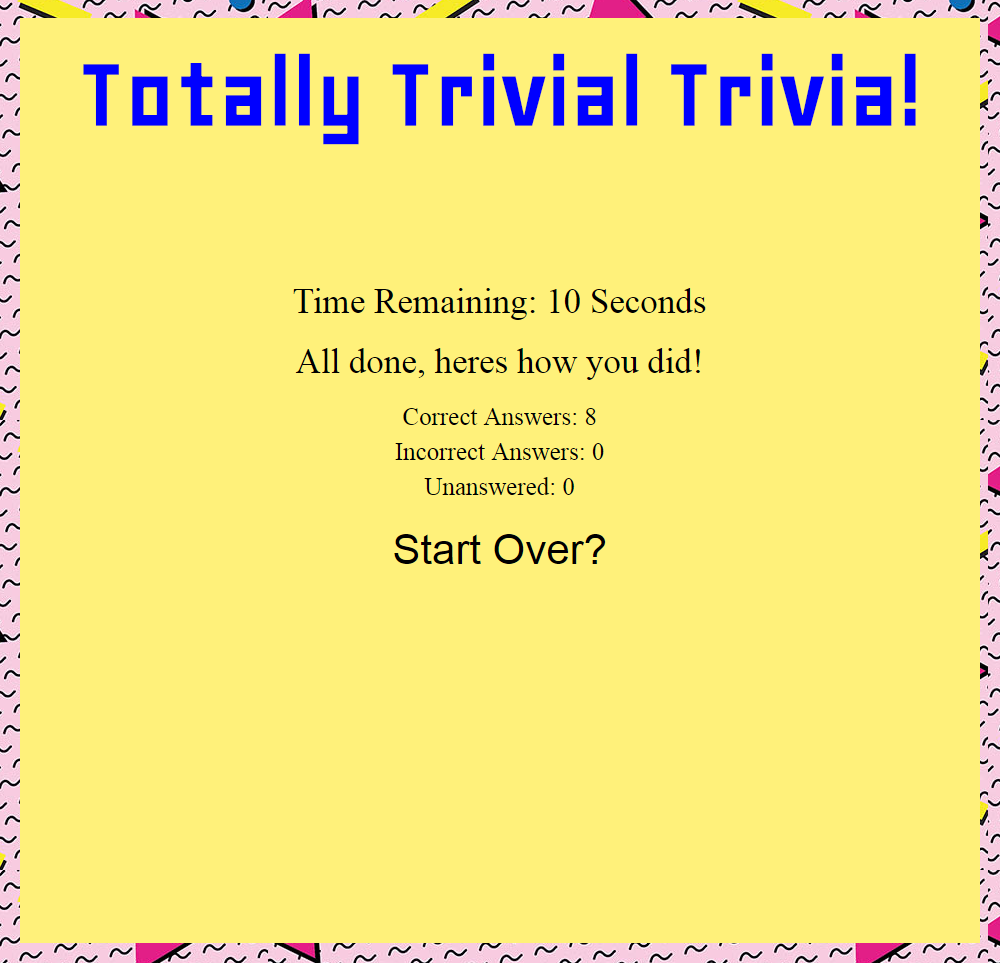 Totally Trivial Trivia!
Time Remaining: 10 Seconds
All done, heres how you did!
Correct Answers: 8
Incorrect Answers: 0
Unanswered: 0
Start Over?